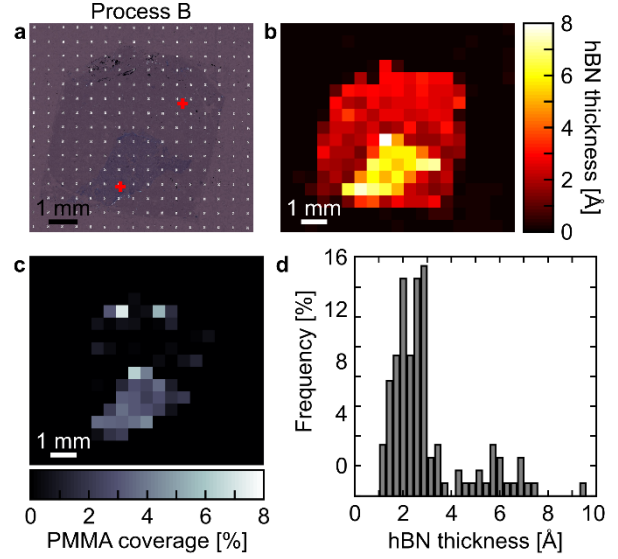 Process B
a
1 mm
b
1 mm
8
6
4
2
0
hBN thickness [Å]
c
1 mm
0 2 4 6 8
PMMA coverage [%]
d
16
12
8
4
0
Frequency [%]
0 2 4 6 8 10
hBN thickness [Å]